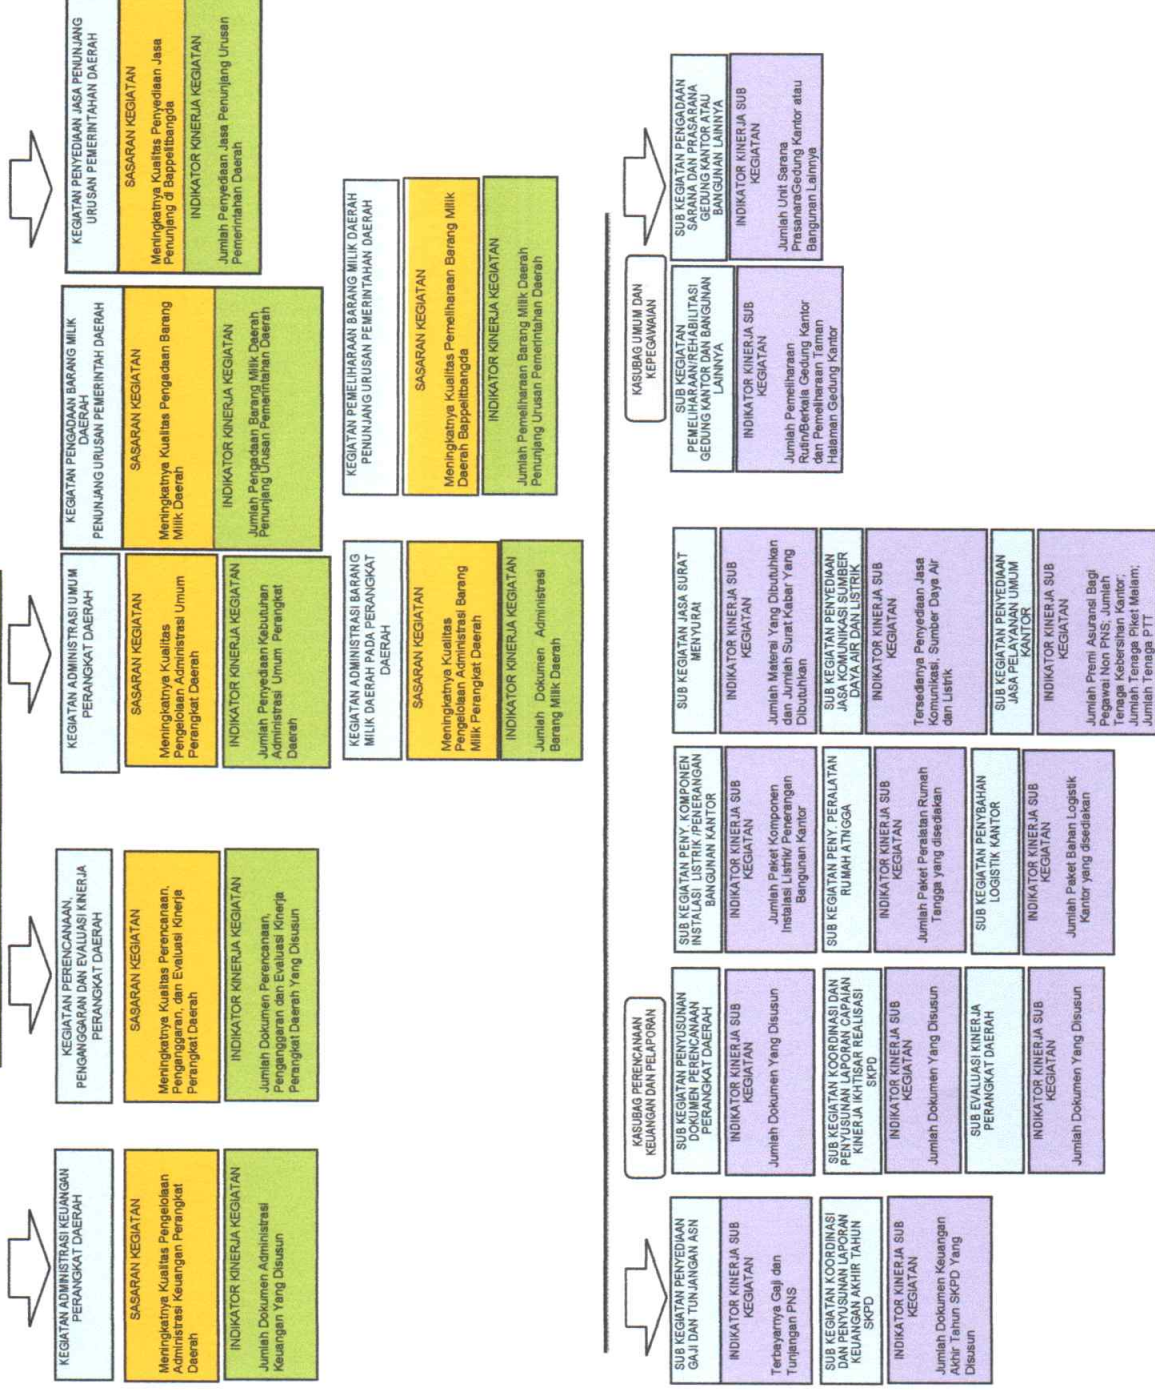 KEGIATAN ADMINISTRASI KEUANGAN
PERANGKAT DAERAH
SASARAN KEGIATAN
Meningkatnya Kualitas Pengelolaan
Administrasi Keuangan Perangkat
Daerah
INDIKATOR KINERJA KEGIATAN
Jumlah Dokumen Administrasi
Keuangan Yang Disusun
KEGIATAN PERENCANAAN,
PENGANGGARAN DAN EVALUASI KINERJA
PERANGKAT DAERAH
SASARAN KEGIATAN
Meningkatnya Kualitas Perencanaan,
Penganggaran, dan Evaluasi Kinerja
Perangkat Daerah
INDIKATOR KINERJA KEGIATAN
Jumlah Dokumen Perencanaan,
Penganggaran dan Evaluasi Kinerja
Perangkat Daerah Yang Disusun
KEGIATAN ADMINISTRASI UMUM
PERANGKAT DAERAH
SASARAN KEGIATAN
Meningkatnya Kualitas
Pengelolaan Administrasi Umum
Perangkat Daerah
INDIKATOR KINERJA KEGIATAN
Jumlah Penyediaan Kebutuhan
Administrasi Umum Perangkat
Daerah
KEGIATAN PENGADAAN BARANG MILIK
DAERAH
PENUNJANG URUSAN PEMERINTAH DAERAH
SASARAN KEGIATAN
Meningkatnya Kualitas Pengadaan Barang
Milik Daerah
INDIKATOR KINERJA KEGIATAN
Jumlah Pengadaan Barang Milik Daerah
Penunjang Urusan Pemerintahan Daerah
KEGIATAN PENYEDIAAN JASA PENUNJANG
URUSAN PEMERINTAHAN DAERAH
SASARAN KEGIATAN
Meningkatnya Kualitas Penyediaan Jasa
Penunjang di Bappelitbangda
INDIKATOR KINERJA KEGIATAN
Jumlah Penyediaan Jasa Penunjang Urusan
Pemerintahan Daerah
KEGIATAN ADMINISTRASI BARANG
MILIK DAERAH PADA PERANGKAT
DAERAH
SASARAN KEGIATAN
Meningkatnya Kualitas
Pengelolaan Administrasi Barang
Milik Perangkat Daerah
INDIKATOR KINERJA KEGIATAN
Jumlah Dokumen Administrasi
Barang Milik Daerah
KEGIATAN PEMELIHARAAN BARANG MILIK DAERAH
PENUNJANG URUSAN PEMERINTAHAN DAERAH
SASARAN KEGIATAN
Meningkatnya Kualitas Pemeliharaan Barang Milik
Daerah Bappelitbangda
INDIKATOR KINERJA KEGIATAN
Jumlah Pemeliharaan Barang Milik Daerah
Penunjang Urusan Pemerintahan Daerah
SUB KEGIATAN PENYEDIAAN
GAJI DAN TUNJANGAN ASN
INDIKATOR KINERJA SUB
KEGIATAN
Terbayarnya Gaji dan
Tunjangan PNS
SUB KEGIATAN KOORDINASI
DAN PENYUSUNAN LAPORAN
KEUANGAN AKHIR TAHUN
SKPD
INDIKATOR KINERJA SUB
KEGIATAN
Jumlah Dokumen Keuangan
Akhir Tahun SKPD Yang
Disusun
KASUBAG PERENCANAAN
KEUANGAN DAN PELAPORAN
SUB KEGIATAN PENYUSUNAN
DOKUMEN PERENCANAAN
PERANGKAT DAERAH
INDIKATOR KINERJA SUB
KEGIATAN
Jumlah Dokumen Yang Disusun
SUB KEGIATAN KOORDINASI DAN
PENYUSUNAN LAPORAN CAPAIAN
KINERJA IKHTISAR REALISASI
SKPD
INDIKATOR KINERJA SUB
KEGIATAN
Jumlah Dokumen Yang Disusun
SUB EVALUASI KINERJA
PERANGKAT DAERAH
INDIKATOR KINERJA SUB
KEGIATAN
Jumlah Dokumen Yang Disusun
SUB KEGIATAN PENY. KOMPONEN
INSTALASI LISTRIK /PENERANGAN
BANGUNAN KANTOR
INDIKATOR KINERJA SUB
KEGIATAN
Jumlah Paket Komponen
Instalasi Listrik/ Penerangan
Bangunan Kantor
SUB KEGIATAN PENY. PERALATAN
RUMAH ATNGGA
INDIKATOR KINERJA SUB
KEGIATAN
Jumlah Paket Peralatan Rumah
Tangga yang disediakan
SUB KEGIATAN PENYBAHAN
LOGISTIK KANTOR
INDIKATOR KINERJA SUB
KEGIATAN
Jumlah Paket Bahan Logistik
Kantor yang disediakan
SUB KEGIATAN JASA SURAT
MENYURAt
INDIKATOR KINERJA SUB
KEGIATAN
Jumlah Materai Yang Dibutuhkan
dan Jumlah Surat Kabar Yang
Dibutuhkan
SUB KEGIATAN PENYEDIAAN
JASA KOMUNIKASI SUMBER
DAYA AIR DAN LISTRIK
INDIKATOR KINERJA SUB
KEGIATAN
Tersedianya Penyediaan Jasa
Komunikasi, Sumber Daya Air
dan Listrik
SUB KEGIATAN PENYEDIAAN
JASA PELAYANAN UMUM
KANTOR
INDIKATOR KINERJA SUB
KEGIATAN
Jumlah Premi Asuransi Bagi
Pegawai Non PNS; Jumlah
Tenaga Kebersihan Kantor;
Jumlah Tenaga Piket Malam;
Jumlah Tenaga PTT
KASUBAG UMUM DAN
KEPEGAWAIAN
SUB KEGIATAN
PEMELIHARAAN/REHABILITASI
GEDUNG KANTOR DAN BANGUNAN
LAINNYA
INDIKATOR KINERJA SUB
KEGIATAN
Jumlah Pemeliharaan
Rutin/Berkala Gedung Kantor
dan Pemeliharaan Taman
Halaman Gedung Kantor
SUB KEGIATAN PENGADAAN
SARANA DAN PRASARANA
GEDUNG KANTOR ATAU
BANGUNAN LAINNYA
INDIKATOR KINERJA SUB
KEGIATAN
Jumlah Unit Sarana
PrasanaraGedung Kantor atau
Bangunan Lainnya